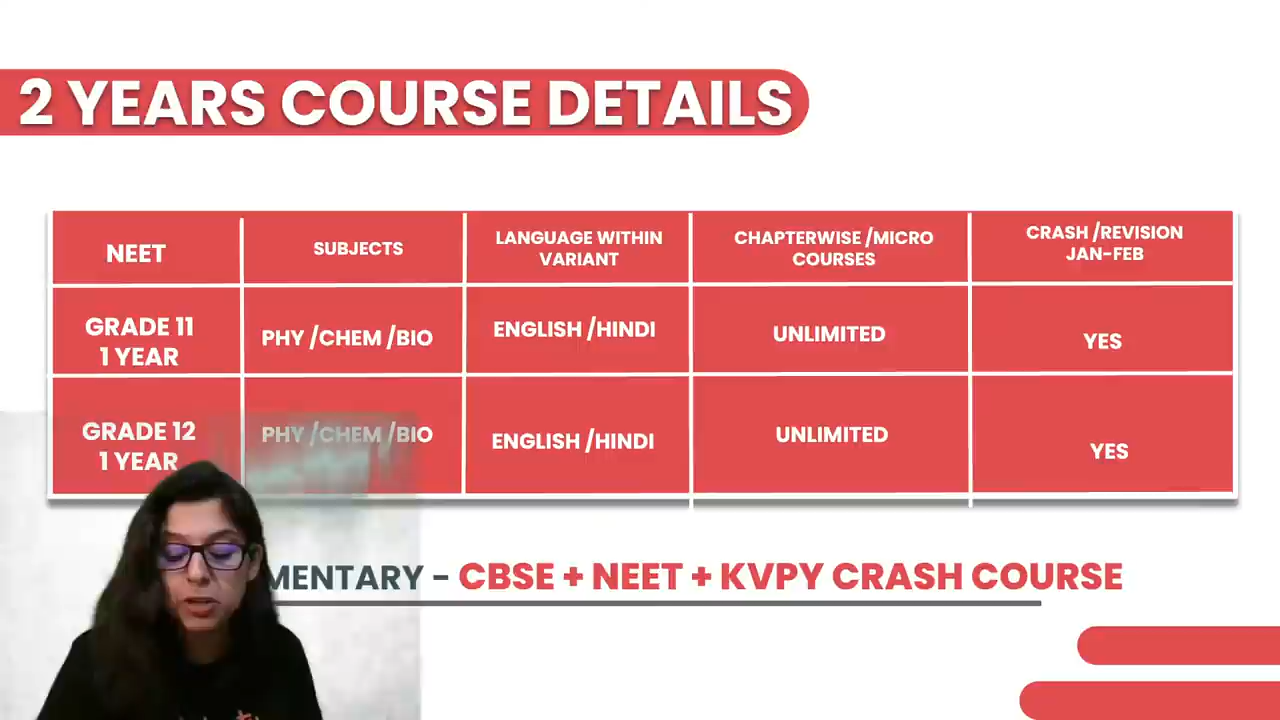 2 YEARS COURSE DETAILS
NEET
SUBJECTS
LANGUAGE WITHIN
VARIANT
CHAPTERWISE /MICRO
COURSES
CRASH /REVISION
JAN-FEB
GRADE 11
1 YEAR
PHY /CHEM /BIO
ENGLISH /HINDI
UNLIMITED
YES
GRADE 12
1 YEAR
PHY /CHEM /BIO
ENGLISH /HINDI
UNLIMITED
YES
MENTARY - CBSE + NEET + KVPY CRASH COURSE